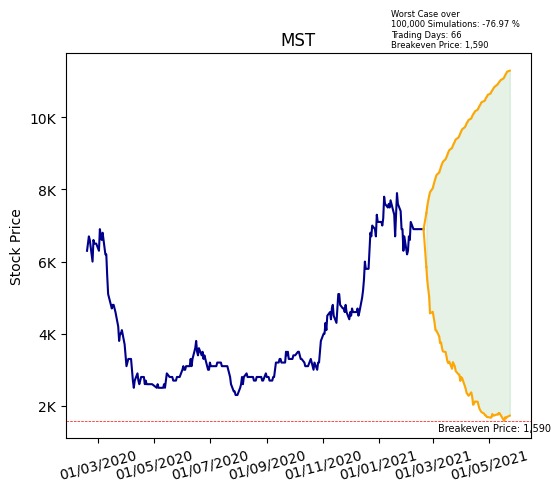 Worst Case over
100,000 Simulations: -76.97 %
Trading Days: 66
Breakeven Price: 1,590
MST
Stock Price
10K
8K
6K
4K
2K
Breakeven Price: 1,590
01/03/2020
01/05/2020
01/07/2020
01/09/2020
01/11/2020
01/01/2021
01/03/2021
01/05/2021